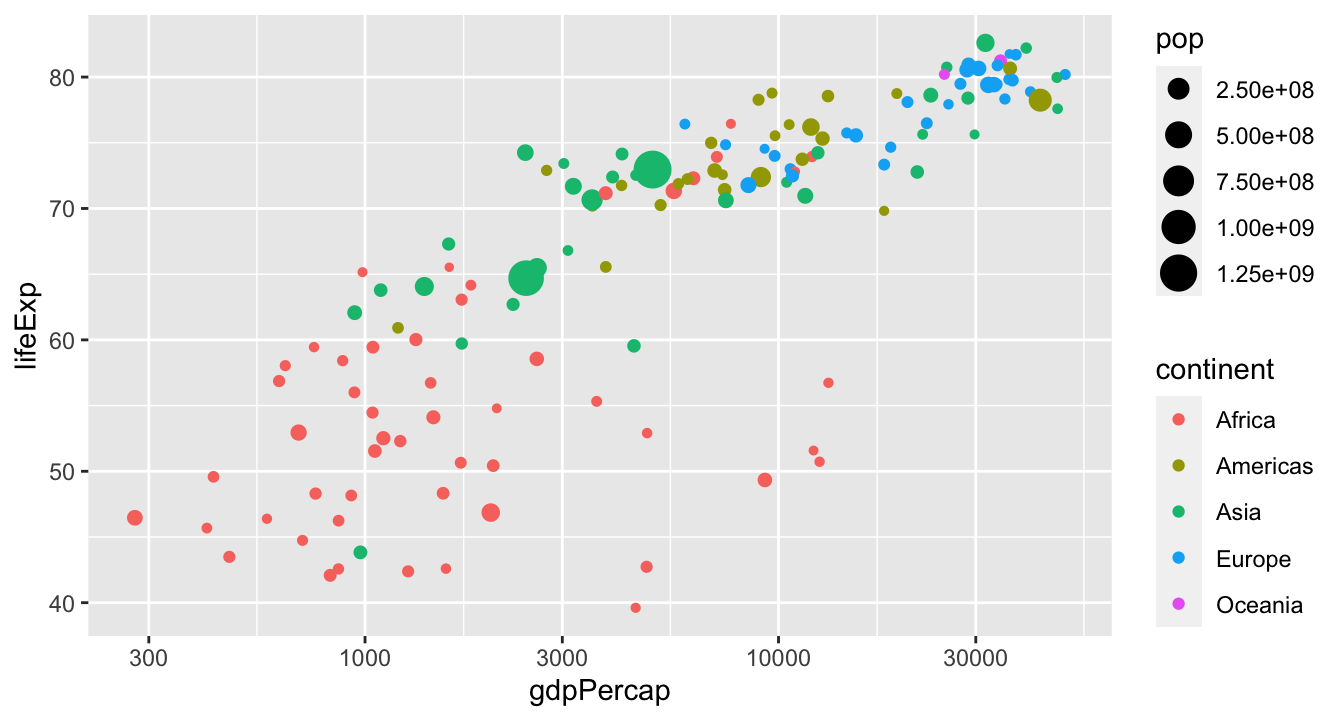 lifeExp
80
70
60
50
40
300 1000 3000 10000 30000
gdpPercap
pop
2.50e+08
5.00e+08
7.50e+08
1.00e+09
1.25e+09
continent
Africa
Americas
Asia
Europe
Oceania